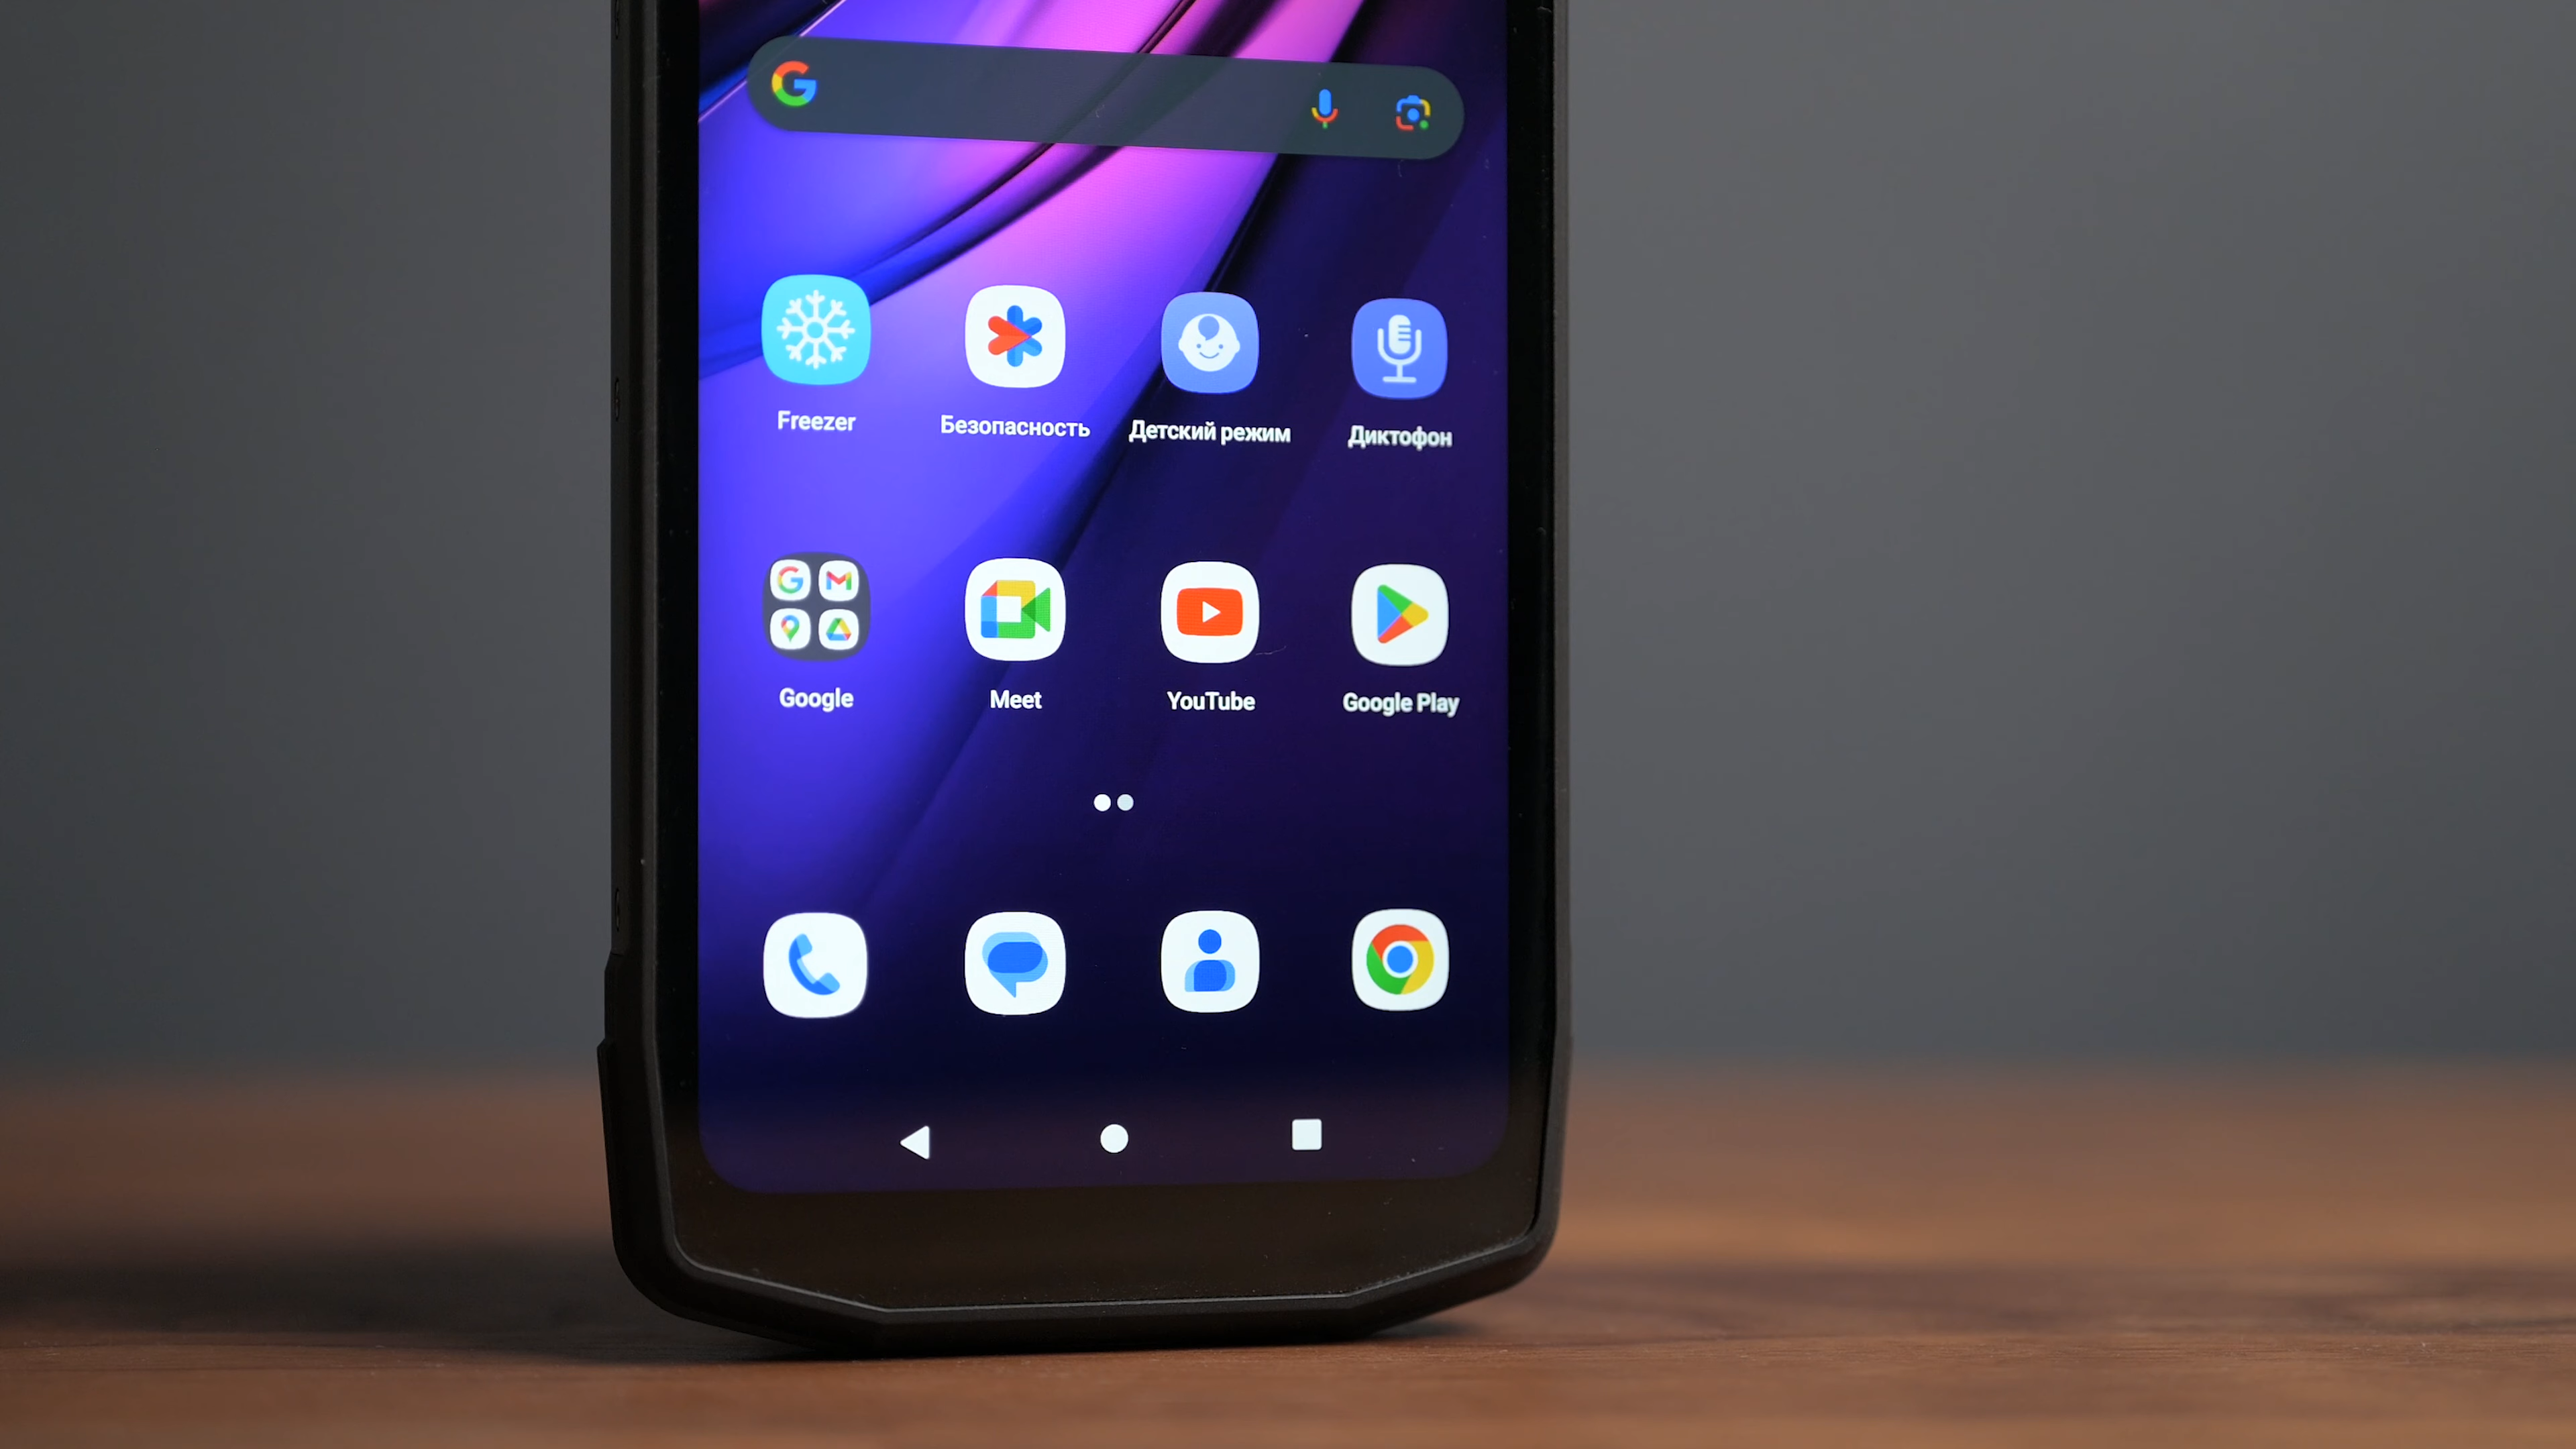 Freezer
Безопасность
Детский режим
Диктофон
Google
Meet
YouTube
Google Play